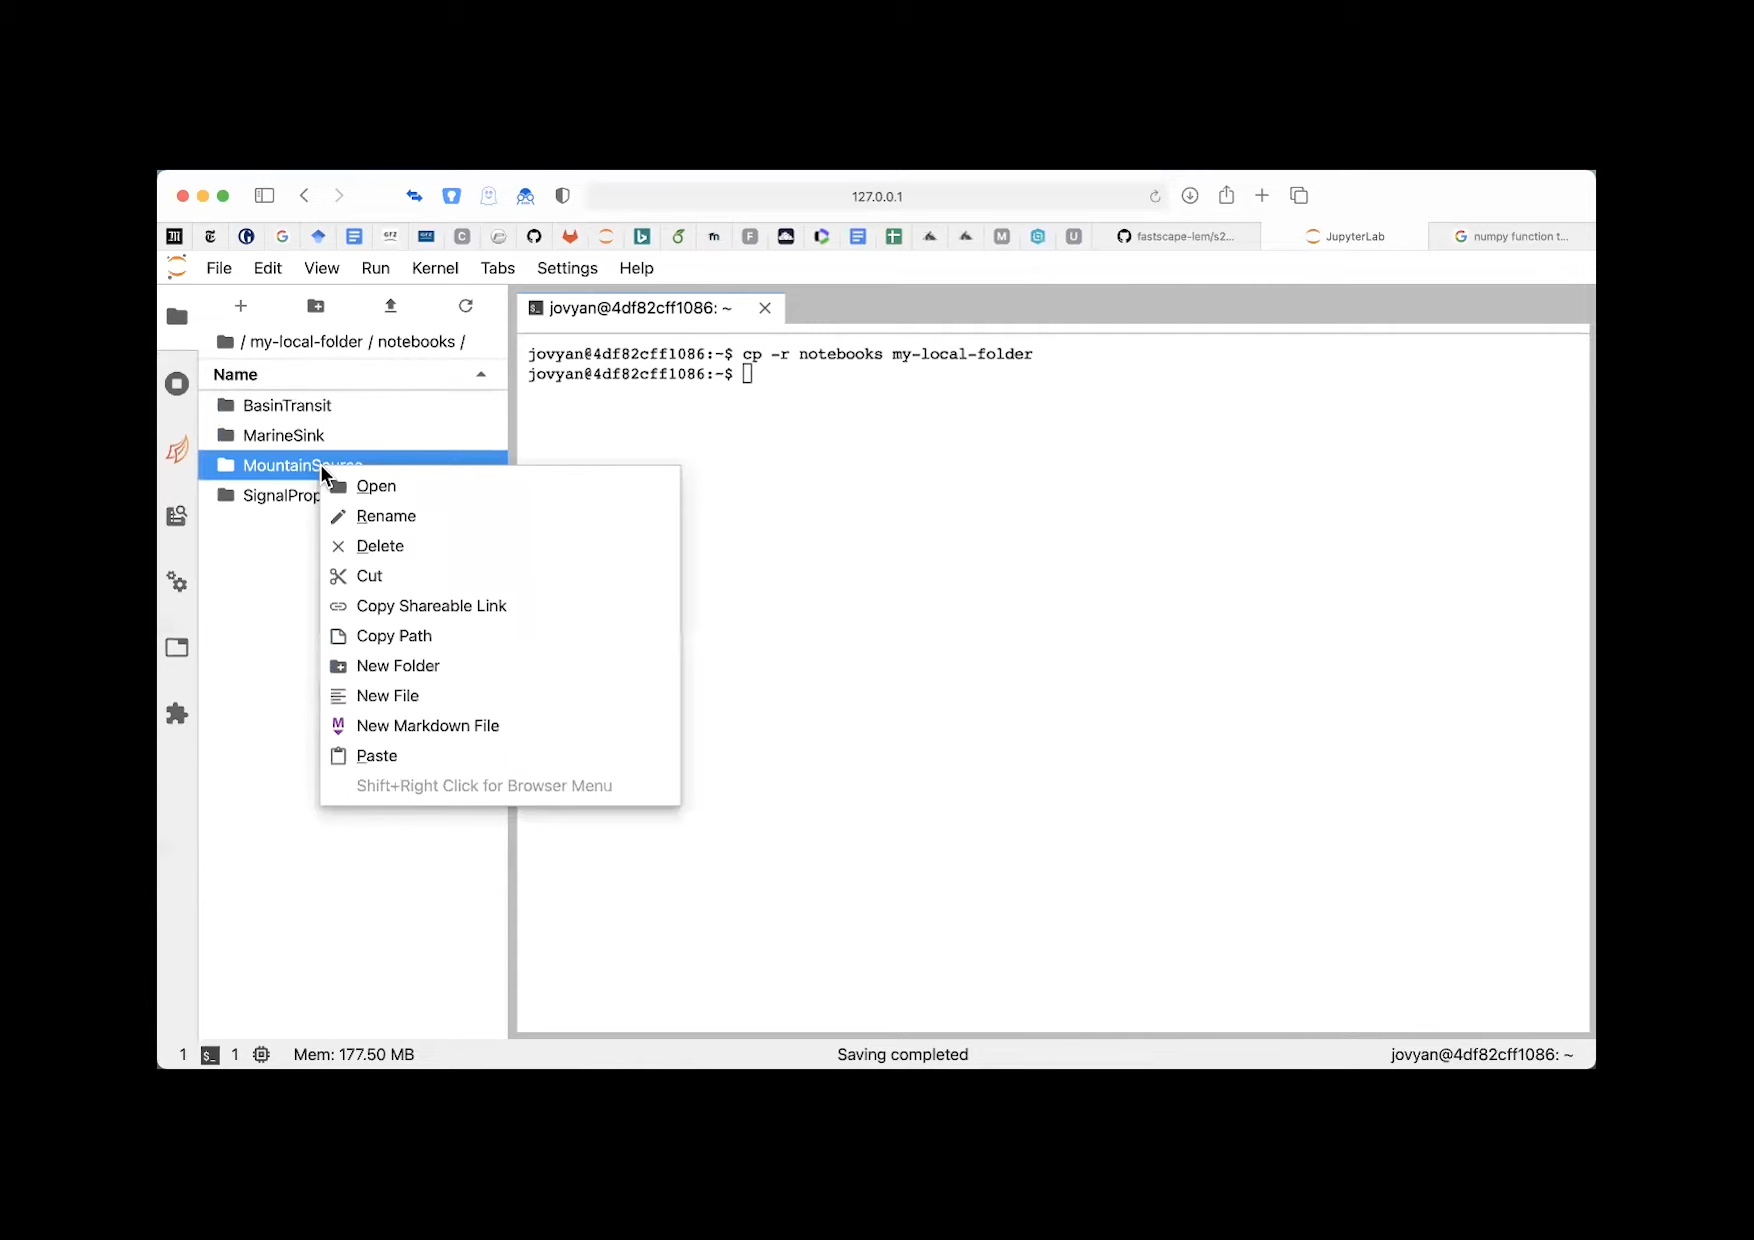 127.0.0.1
fastscape-lem/s2...
JupyterLab
numpy function t...
File Edit View Run Kernel Tabs Settings Help
/ my-local-folder / notebooks /
jovyan@4df82cff1086: ~
Name
jovyan@4df82cff1086:~$ cp -r notebooks my-local-folder
jovyan@4df82cff1086:~$
BasinTransit
MarineSink
SignalProp
Open
Rename
Delete
Cut
Copy Shareable Link
Copy Path
New Folder
New File
New Markdown File
Paste
Shift+Right Click for Browser Menu
1 1 Mem: 177.50 MB
Saving completed
jovyan@4df82cff1086: ~